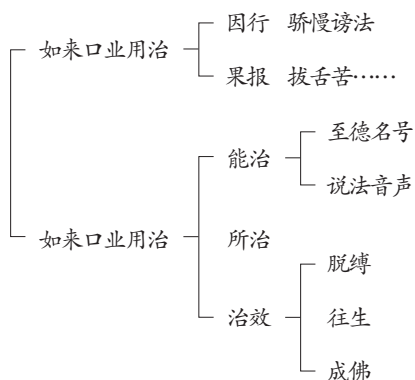 如来口业用治
因行 骄慢谤法
果报 拔舌苦……
如来口业用治
能治
至德名号
说法音声
所治
治效
脱缚
往生
成佛